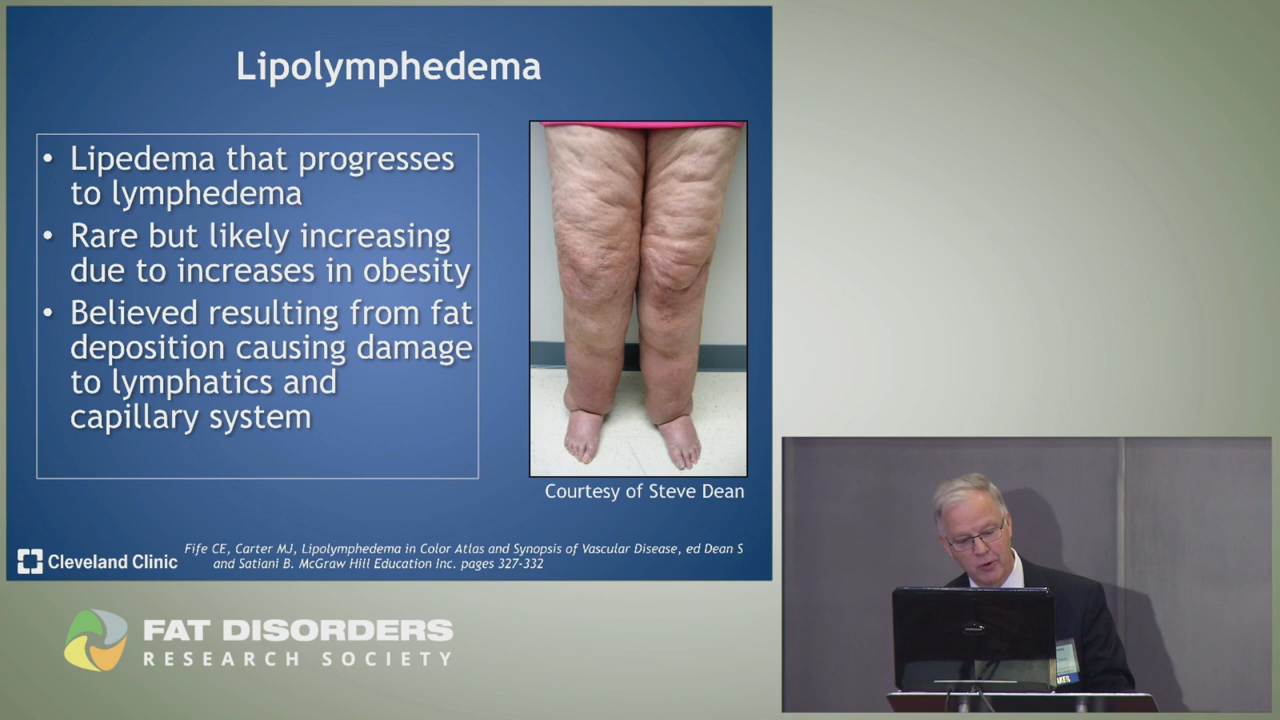 Lipolymphedema
• Lipedema that progresses
to lymphedema
• Rare but likely increasing
due to increases in obesity
• Believed resulting from fat
deposition causing damage
to lymphatics and
capillary system
Courtesy of Steve Dean
Cleveland Clinic
Fife CE, Carter MJ, Lipolymphedema in Color Atlas and Synopsis of Vascular Disease, ed Dean S
and Satiani B. McGraw Hill Education Inc. pages 327-332
FAT DISORDERS
RESEARCH SOCIETY